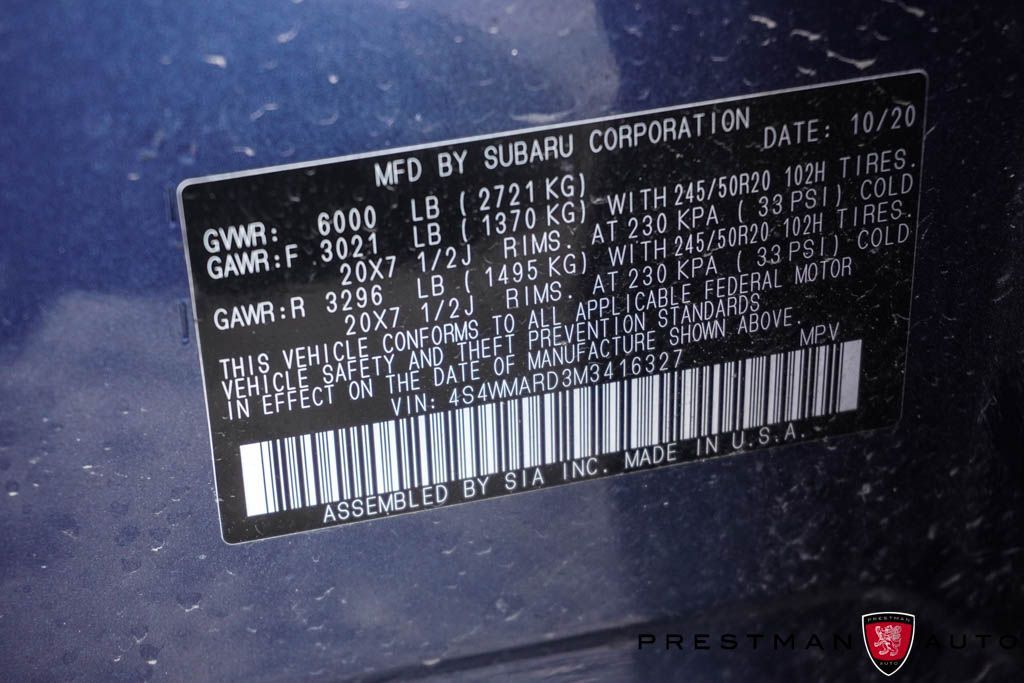 MFD BY SUBARU CORPORATION DATE: 10/20
GVWR: 6000 LB (2721 KG)
GAWR:F 3021 LB (1370 KG) WITH 245/50R20 102H TIRES.
20X7 1/2J RIMS. AT 230 KPA (33 PSI) COLD
GAWR:R 3296 LB (1495 KG) WITH 245/50R20 102H TIRES.
20X7 1/2J RIMS. AT 230 KPA (33 PSI) COLD
THIS VEHICLE CONFORMS TO ALL APPLICABLE FEDERAL MOTOR
VEHICLE SAFETY AND THEFT PREVENTION STANDARDS
IN EFFECT ON THE DATE OF MANUFACTURE SHOWN ABOVE.
VIN: 4S4WMARD3M3416327 MPV
ASSEMBLED BY SIA INC. MADE IN U.S.A.
PRESTMAN AUTO
PRESTMAN
AUTO